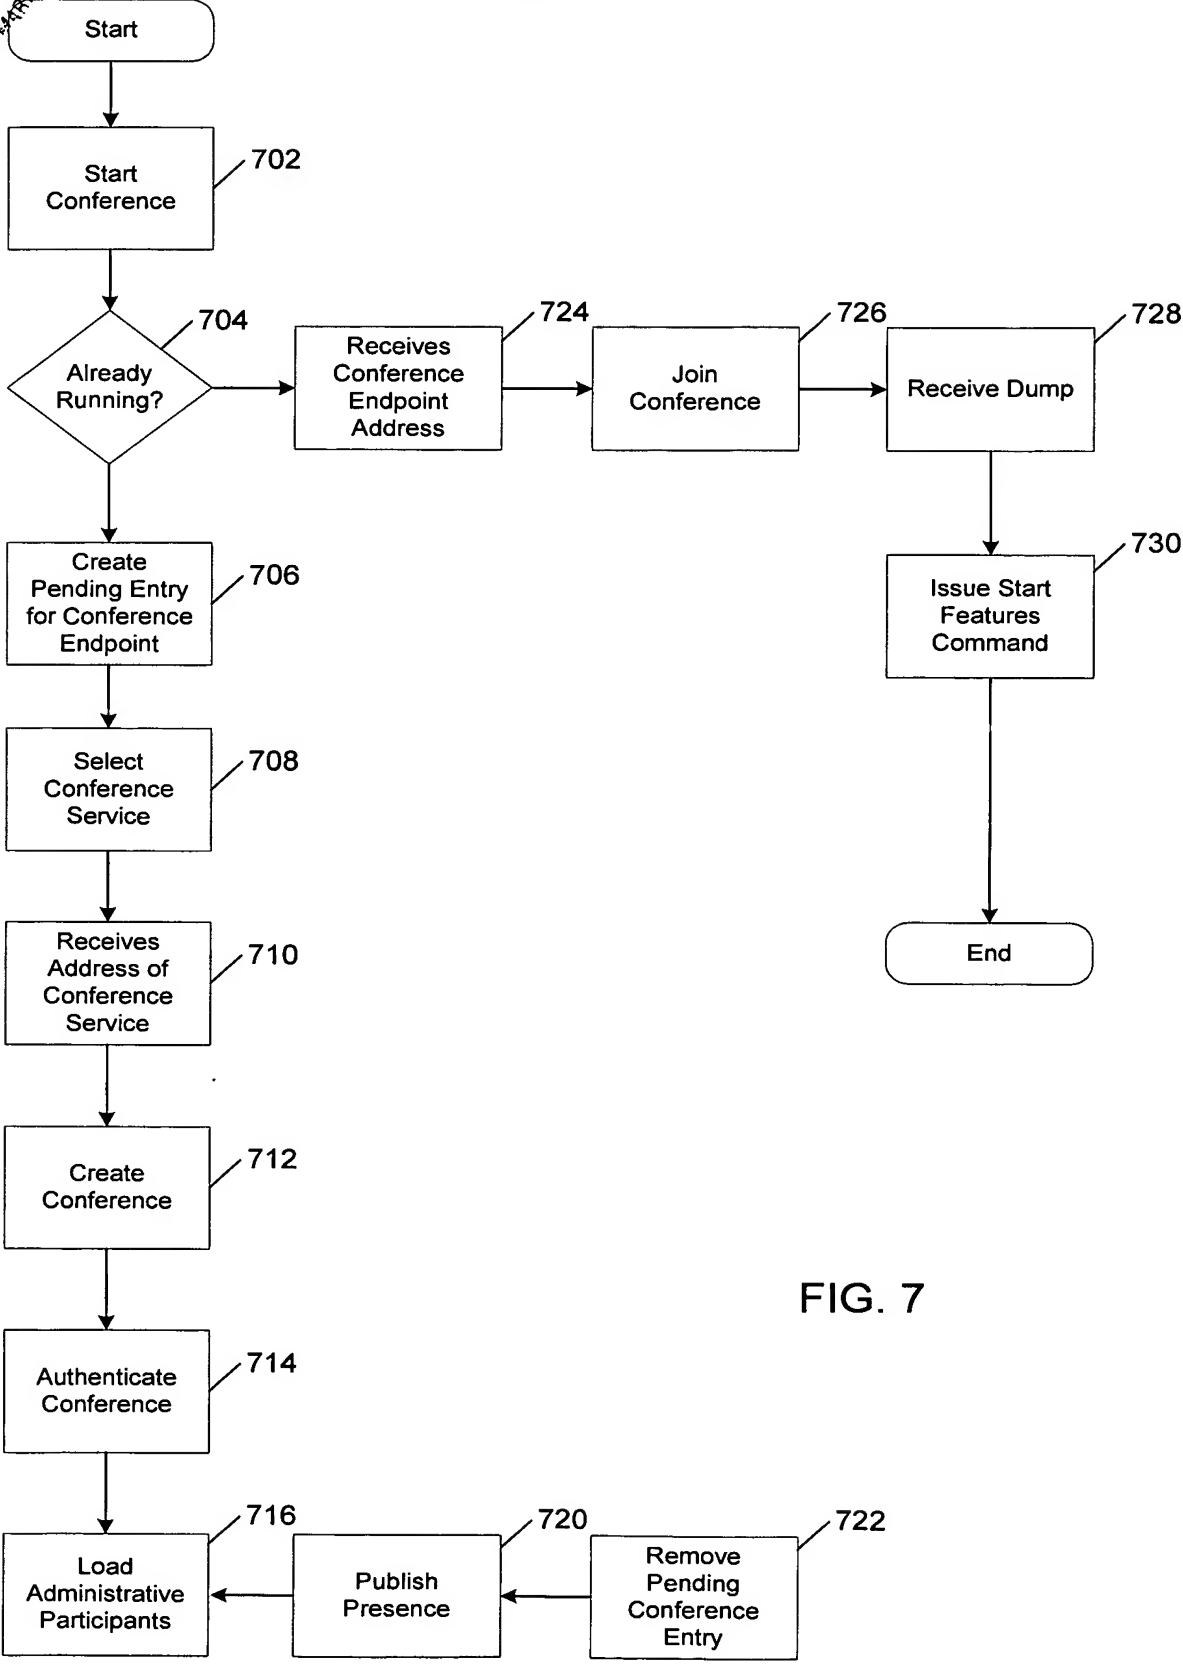 Start
Start
Conference
702
Already
Running?
704
Receives
Conference
Endpoint
Address
724
Join
Conference
726
Receive Dump
728
Issue Start
Features
Command
730
End
Create
Pending Entry
for Conference
Endpoint
706
Select
Conference
Service
708
Receives
Address of
Conference
Service
710
Create
Conference
712
Authenticate
Conference
714
Load
Administrative
Participants
716
Publish
Presence
720
Remove
Pending
Conference
Entry
722
FIG. 7